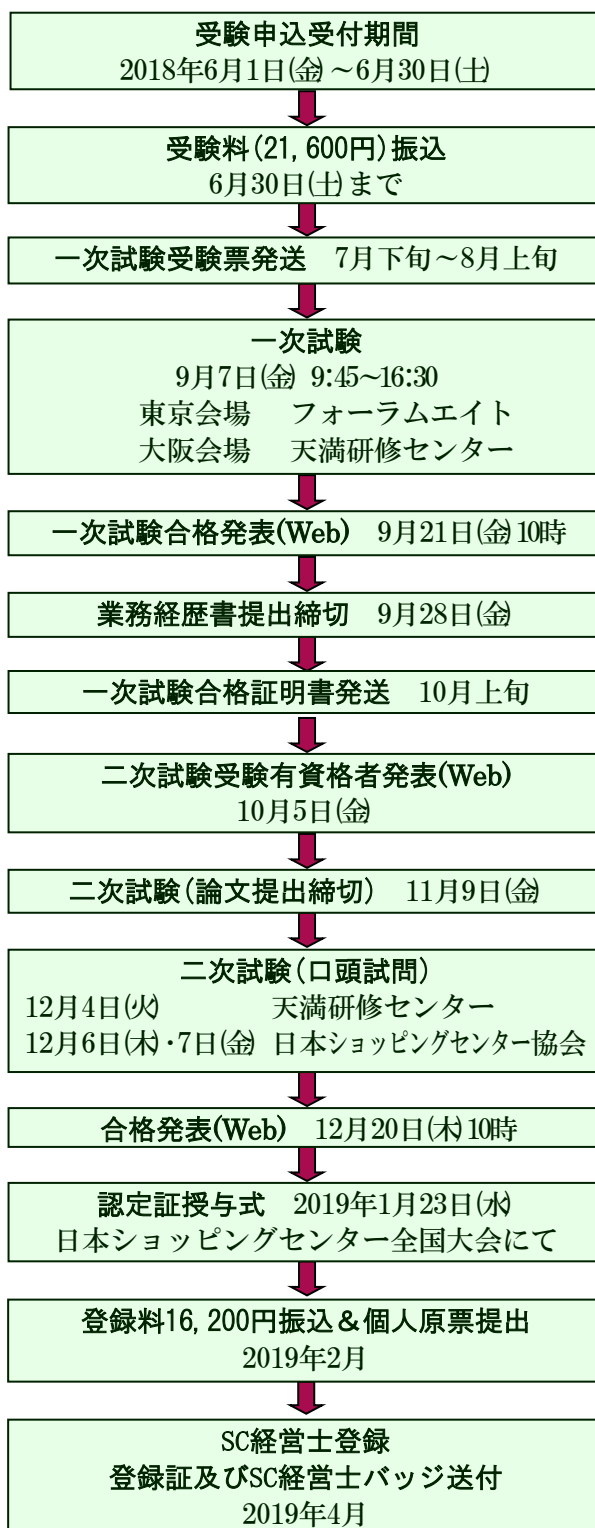 受験申込受付期間
2018年6月1日(金)～6月30日(土)
受験料(21,600円)振込
6月30日(土)まで
一次試験受験票発送　7月下旬～8月上旬
一次試験
9月7日(金) 9:45~16:30
東京会場　フォーラムエイト
大阪会場　天満研修センター
一次試験合格発表(Web)　9月21日(金)10時
業務経歴書提出締切　9月28日(金)
一次試験合格証明書発送　10月上旬
二次試験受験有資格者発表(Web)
10月5日(金)
二次試験(論文提出締切)　11月9日(金)
二次試験(口頭試問)
12月4日(火)　天満研修センター
12月6日(木)・7日(金) 日本ショッピングセンター協会
合格発表(Web)　12月20日(木)10時
認定証授与式　2019年1月23日(水)
日本ショッピングセンター全国大会にて
登録料16,200円振込＆個人原票提出
2019年2月
SC経営士登録
登録証及びSC経営士バッジ送付
2019年4月